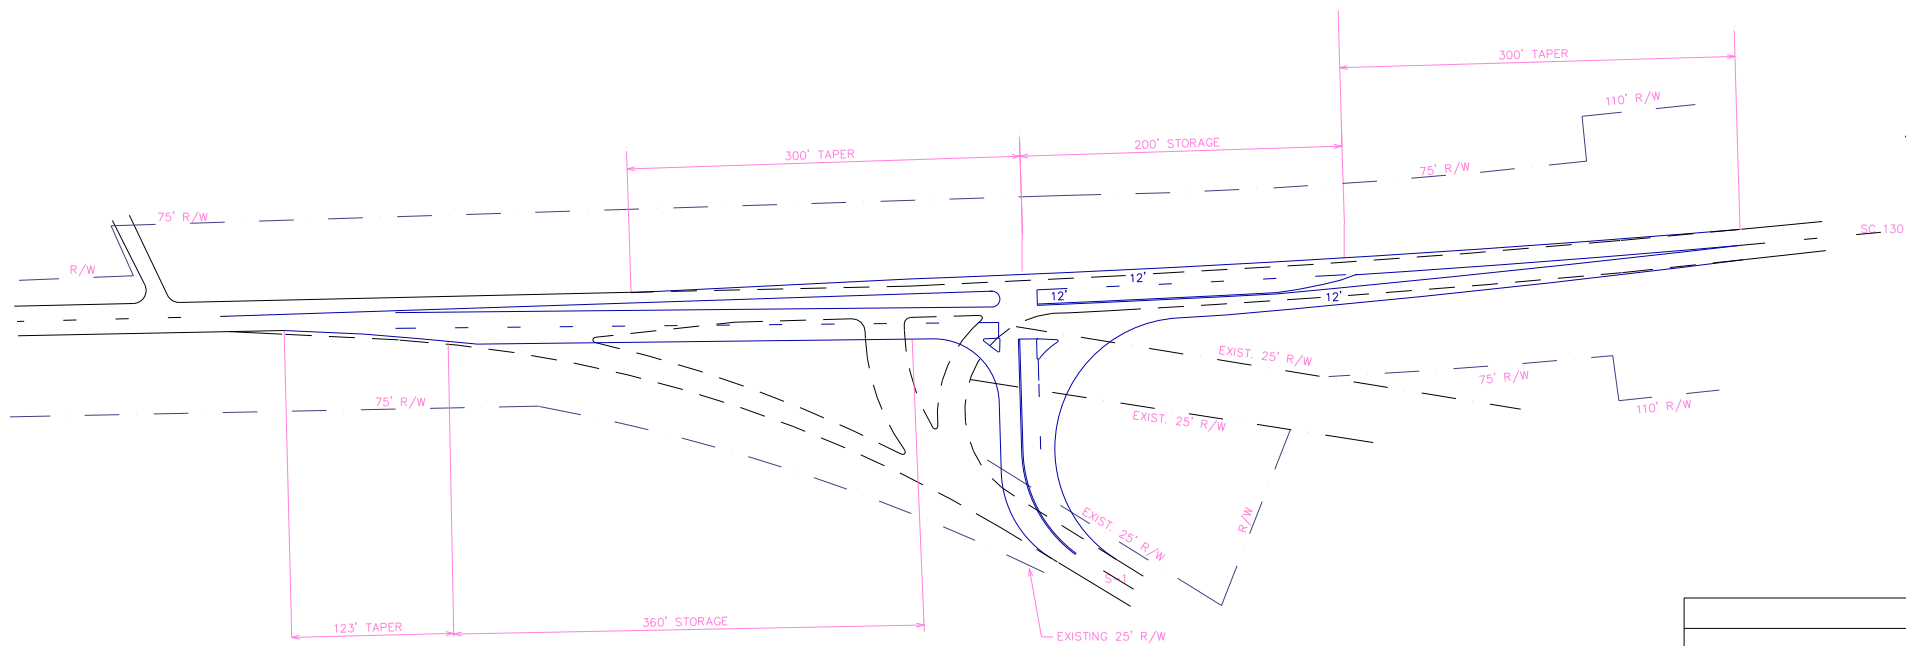 300' TAPER
110' R/W
200' STORAGE
300' TAPER
75' R/W
75' R/W
SC 130
R/W
12'
12'
12'
EXIST. 25' R/W
75' R/W
75' R/W
110' R/W
EXIST. 25' R/W
EXIST. 25' R/W
R/W
S-1
360' STORAGE
123' TAPER
EXISTING 25' R/W